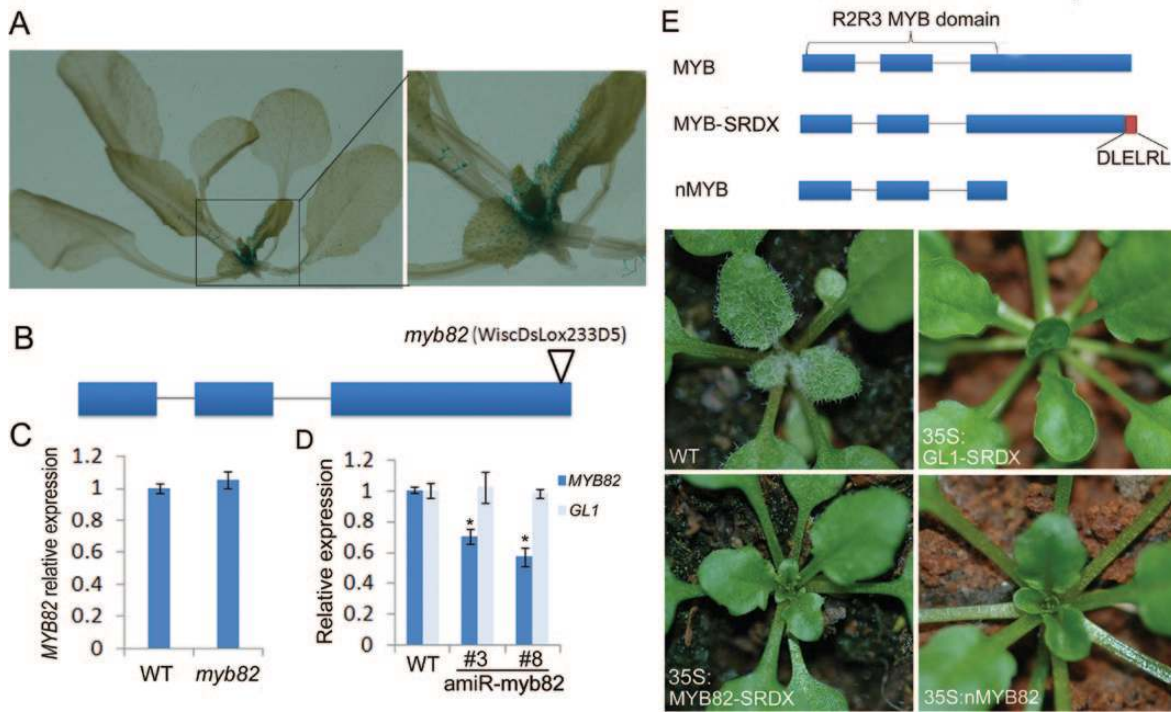 A
B
myb82 (WiscDsLox233D5)
C
MYB82 relative expression
1.2
1
0.8
0.6
0.4
0.2
0
WT
myb82
D
Relative expression
1.2
1
0.8
0.6
0.4
0.2
0
*
*
MYB82
GL1
WT
#3
#8
amiR-myb82
E
R2R3 MYB domain
MYB
MYB-SRDX
DLELRL
nMYB
WT
35S:
GL1-SRDX
35S:
MYB82-SRDX
35S:nMYB82